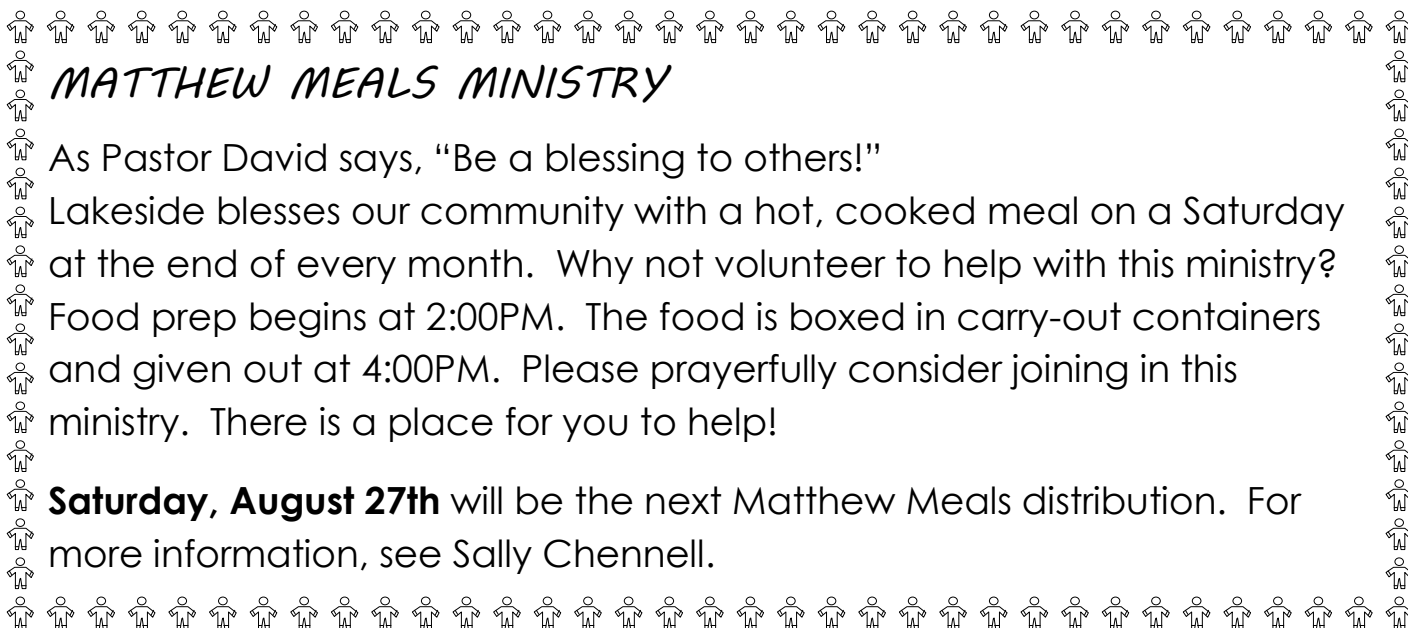 MATTHEW MEALS MINISTRY
As Pastor David says, “Be a blessing to others!”
Lakeside blesses our community with a hot, cooked meal on a Saturday
at the end of every month.  Why not volunteer to help with this ministry?
Food prep begins at 2:00PM.  The food is boxed in carry-out containers
and given out at 4:00PM.  Please prayerfully consider joining in this
ministry.  There is a place for you to help!
Saturday, August 27th will be the next Matthew Meals distribution.  For
more information, see Sally Chennell.